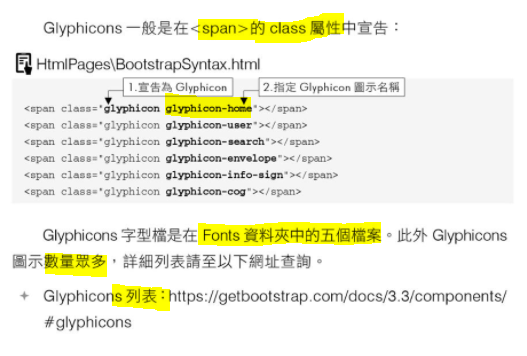 Glyphicons 一般是在<span>的 class 屬性中宣告：
HtmlPages\BootstrapSyntax.html
1.宣告為 Glyphicon
2.指定 Glyphicon 圖示名稱
<span class="glyphicon glyphicon-home"></span>
<span class="glyphicon glyphicon-user"></span>
<span class="glyphicon glyphicon-search"></span>
<span class="glyphicon glyphicon-envelope"></span>
<span class="glyphicon glyphicon-info-sign"></span>
<span class="glyphicon glyphicon-cog"></span>
Glyphicons 字型檔是在 Fonts 資料夾中的五個檔案。此外 Glyphicons
圖示數量眾多，詳細列表請至以下網址查詢。
+ Glyphicons 列表：https://getbootstrap.com/docs/3.3/components/
#glyphicons